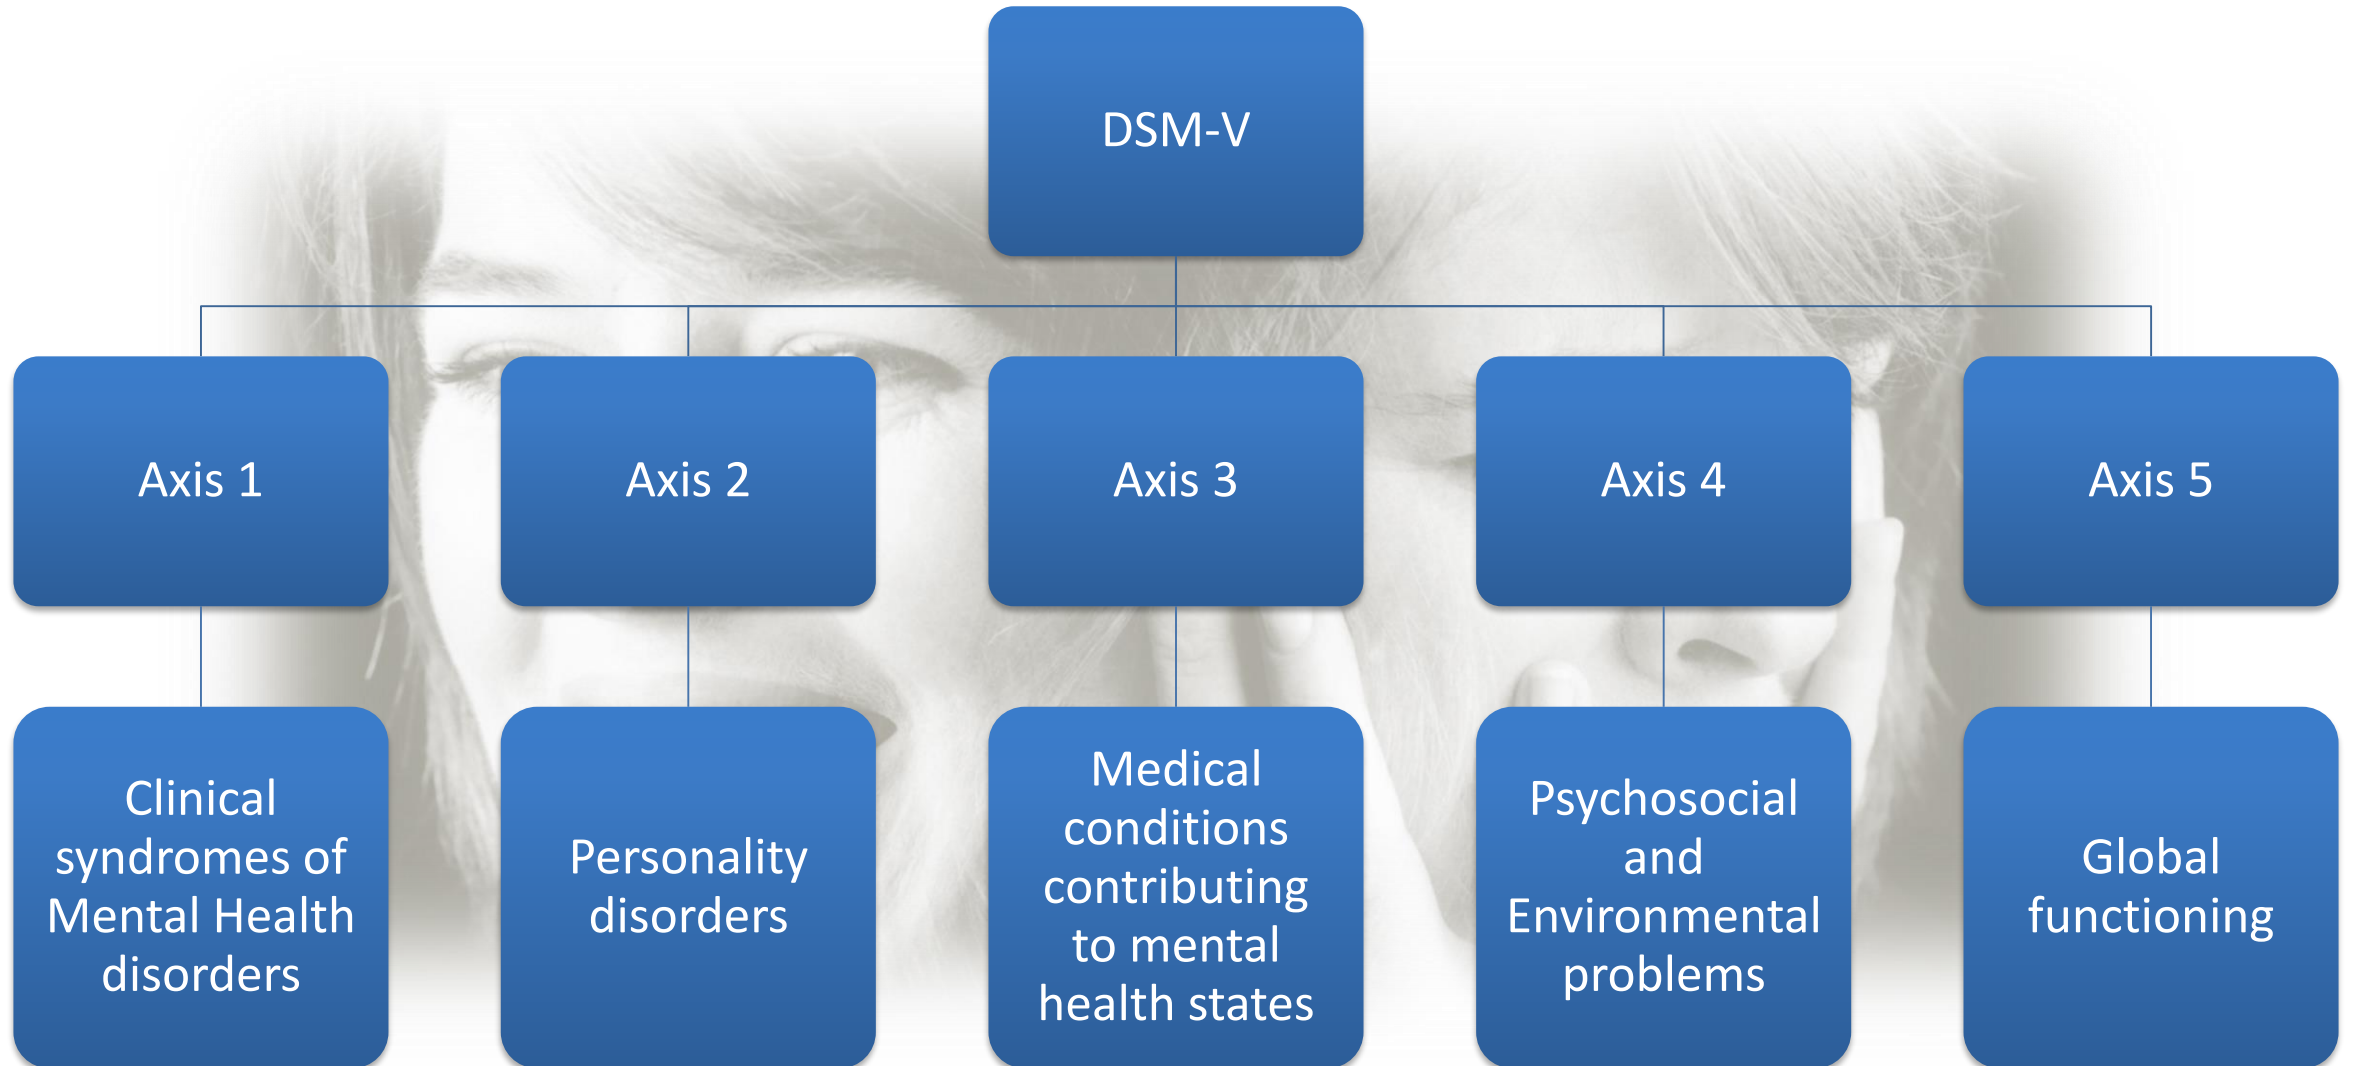 DSM-V
Axis 1
Axis 2
Axis 3
Axis 4
Axis 5
Clinical
syndromes of
Mental Health
disorders
Personality
disorders
Medical
conditions
contributing
to mental
health states
Psychosocial
and
Environmental
problems
Global
functioning